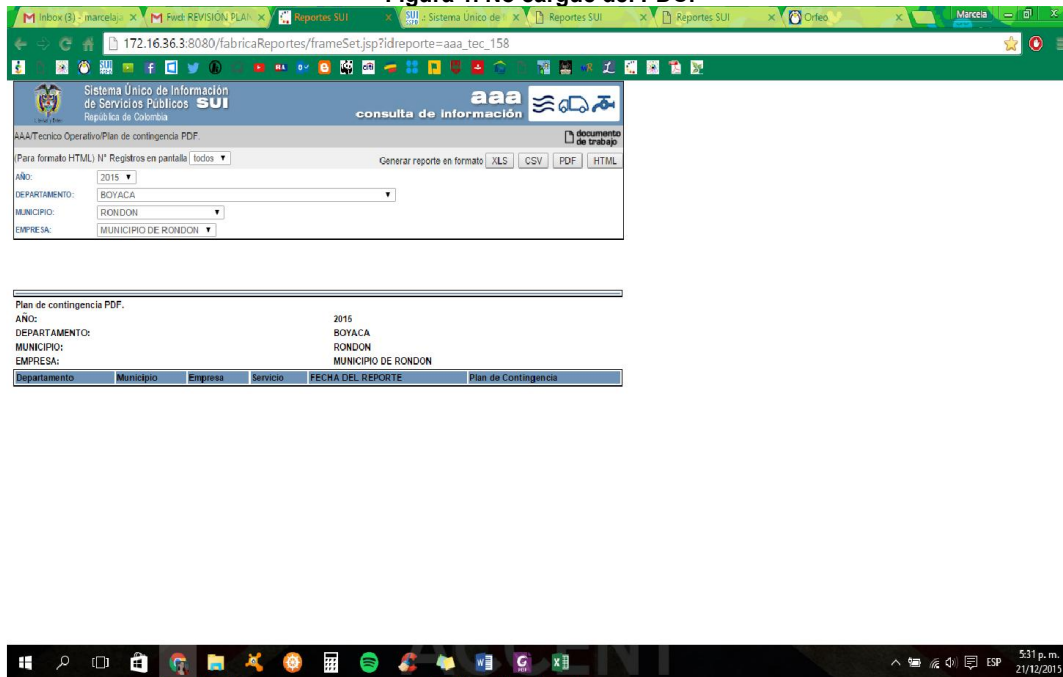 Figura 4. No cargue del PDF.
Inbox (3) - marcelaj
Fwd: REVISIÓN PLAN
Reportes SUI
SUI .: Sistema Unico de
Reportes SUI
Reportes SUI
Orfeo
Marcela
172.16.36.3:8080/fabricaReportes/frameSet.jsp?idreporte=aaa_tec_158
Sistema Único de Información
de Servicios Públicos SUI
República de Colombia
aaa
consulta de información
AAA/Tecnico Operativo/Plan de contingencia PDF.
documento
de trabajo
(Para formato HTML) N° Registros en pantalla todos
Generar reporte en formato XLS CSV PDF HTML
AÑO: 2015
DEPARTAMENTO: BOYACA
MUNICIPIO: RONDON
EMPRESA: MUNICIPIO DE RONDON
Plan de contingencia PDF.
AÑO: 2015
DEPARTAMENTO: BOYACA
MUNICIPIO: RONDON
EMPRESA: MUNICIPIO DE RONDON
Departamento Municipio Empresa Servicio FECHA DEL REPORTE Plan de Contingencia
ESP
5:31 p. m.
21/12/2015